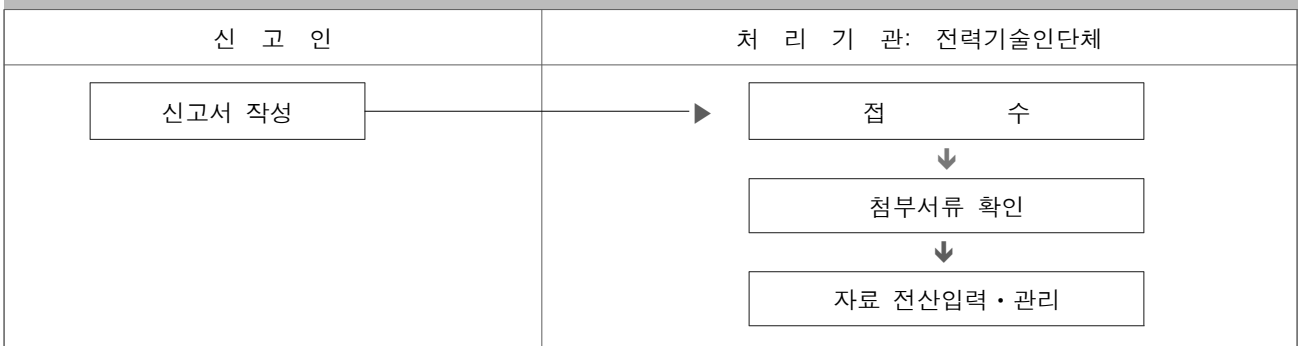 신 고 인
처 리 기 관: 전력기술인단체
신고서 작성
접 수
첨부서류 확인
자료 전산입력·관리